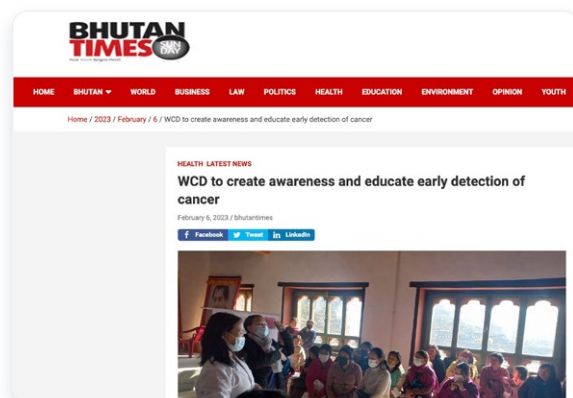 BHUTAN
TIMES SUN DAY
HOME BHUTAN WORLD BUSINESS LAW POLITICS HEALTH EDUCATION ENVIRONMENT OPINION YOUTH
Home / 2023 / February / 6 / WCD to create awareness and educate early detection of cancer
HEALTH LATEST NEWS
WCD to create awareness and educate early detection of
cancer
February 6, 2023 / bhutantimes
Facebook Tweet LinkedIn